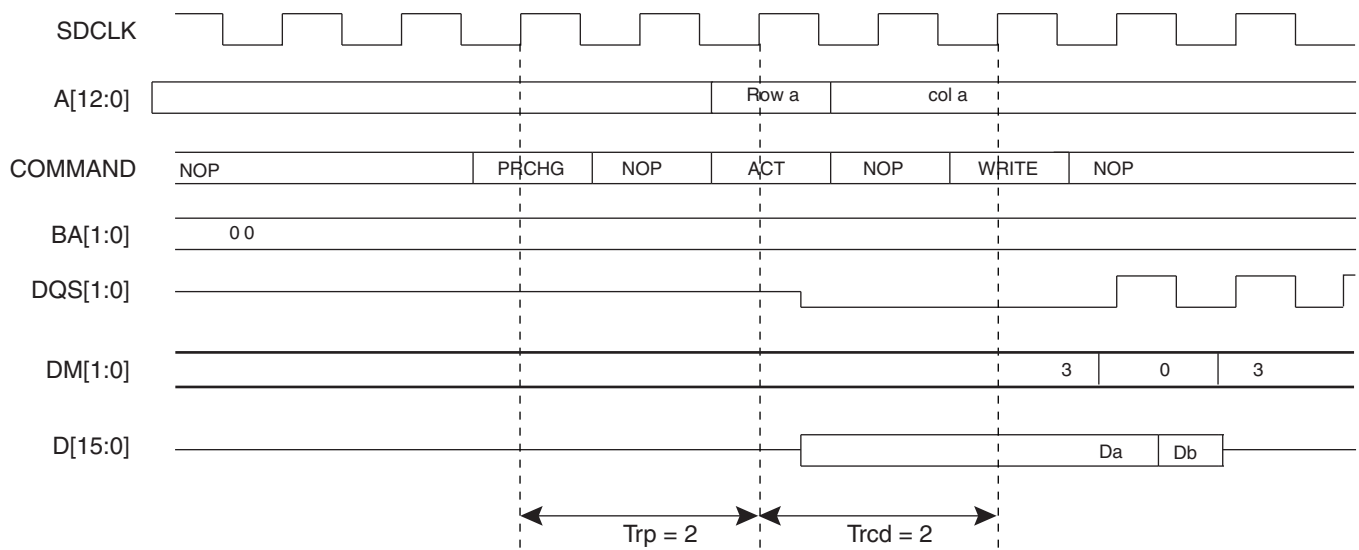 SDCLK
A[12:0] Row a col a
COMMAND NOP PRCHG NOP ACT NOP WRITE NOP
BA[1:0] 0 0
DQS[1:0]
DM[1:0] 3 0 3
D[15:0] Da Db
Trp = 2 Trcd = 2